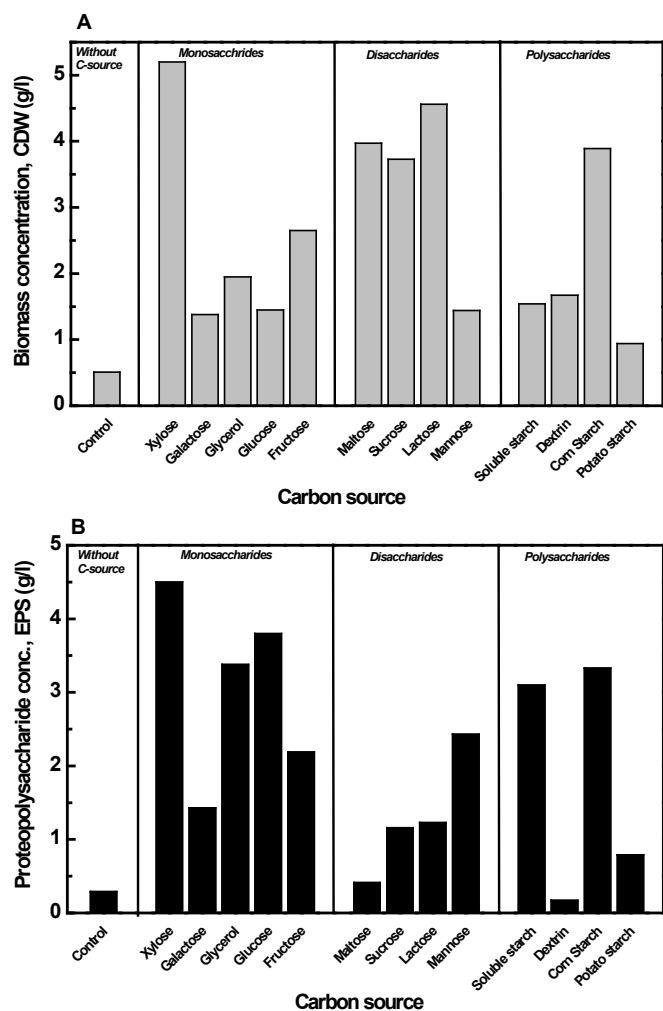 A
Without
C-source
Monosacchrides
Disaccharides
Polysaccharides
5
4
3
2
1
0
Biomass concentration, CDW (g/l)
Control
Xylose
Galactose
Glycerol
Glucose
Fructose
Maltose
Sucrose
Lactose
Mannose
Soluble starch
Dextrin
Corn Starch
Potato starch
Carbon source
B
Without
C-source
Monosaccharides
Disaccharides
Polysaccharides
5
4
3
2
1
0
Proteopolysaccharide conc., EPS (g/l)
Control
Xylose
Galactose
Glycerol
Glucose
Fructose
Maltose
Sucrose
Lactose
Mannose
Soluble starch
Dextrin
Corn Starch
Potato starch
Carbon source